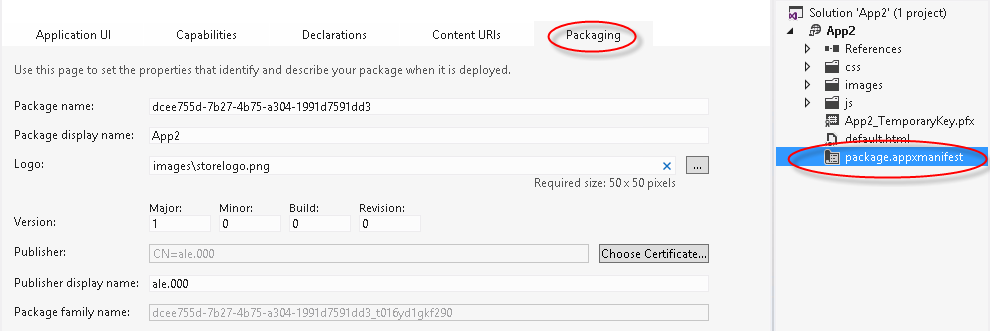 Application UI Capabilities Declarations Content URIs Packaging
Use this page to set the properties that identify and describe your package when it is deployed.
Package name: dcee755d-7b27-4b75-a304-1991d7591dd3
Package display name: App2
Logo: images\storelogo.png ...
Required size: 50 x 50 pixels
Major: Minor: Build: Revision:
Version: 1 0 0 0
Publisher: CN=ale.000 Choose Certificate...
Publisher display name: ale.000
Package family name: dcee755d-7b27-4b75-a304-1991d7591dd3_t016yd1gkf290
Solution 'App2' (1 project)
App2
References
css
images
js
App2_TemporaryKey.pfx
default.html
package.appxmanifest